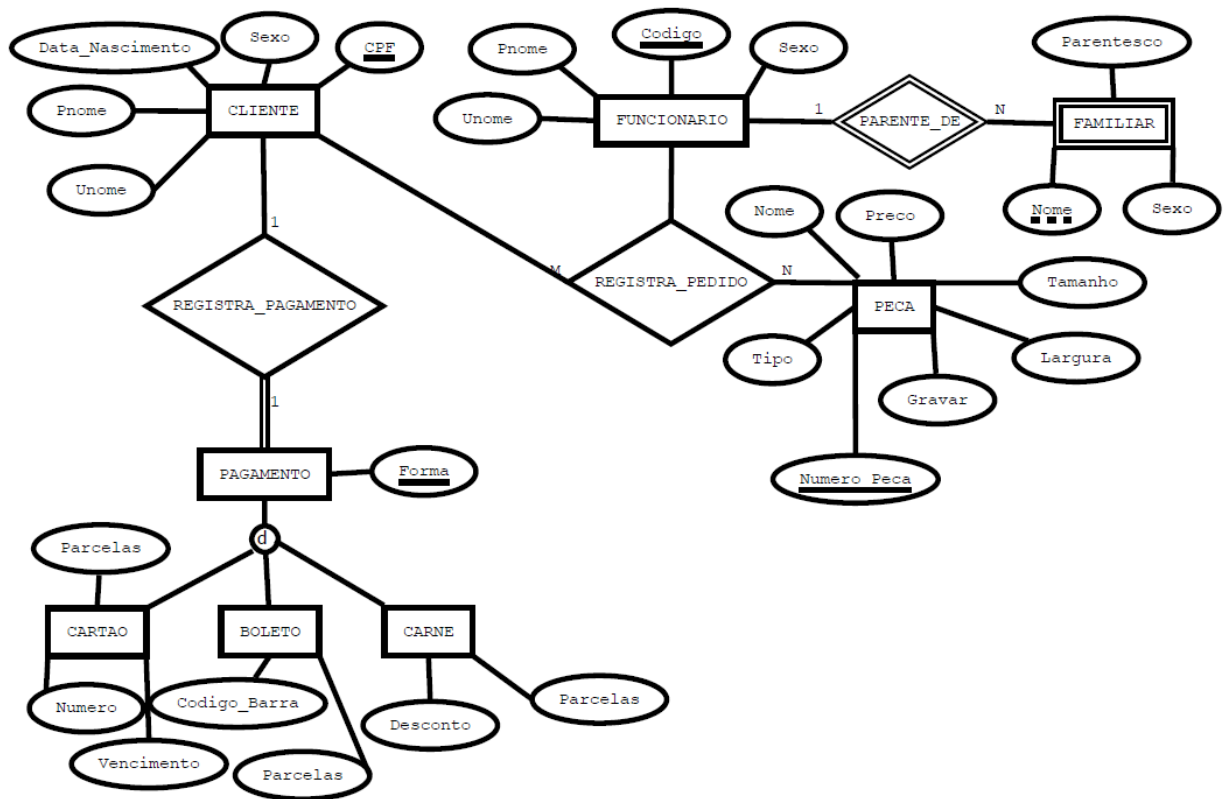 Data_Nascimento
Sexo
CPF
Pnome
CLIENTE
Unome
1
REGISTRA_PAGAMENTO
1
PAGAMENTO
Forma
d
Parcelas
CARTAO
BOLETO
CARNE
Numero
Codigo_Barra
Parcelas
Desconto
Vencimento
Parcelas
Pnome
Codigo
Sexo
Unome
FUNCIONARIO
1
PARENTE_DE
N
Parentesco
FAMILIAR
Nome
Sexo
M
REGISTRA_PEDIDO
N
Nome
Preco
Tamanho
PECA
Tipo
Largura
Gravar
Numero Peca